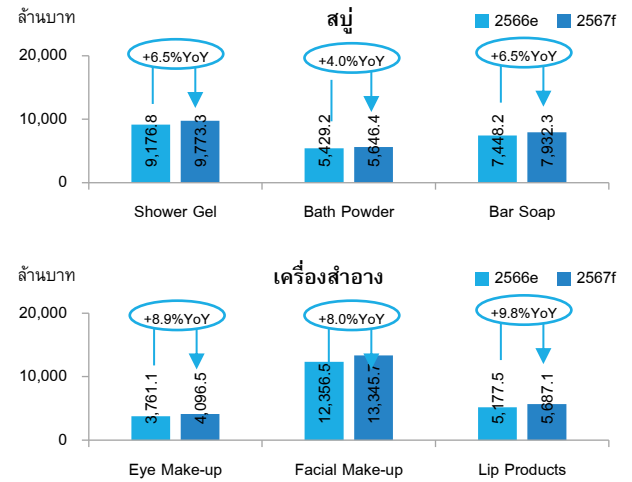 ล้านบาท
สบู่
2566e 2567f
20,000
+6.5%YoY
+4.0%YoY
+6.5%YoY
10,000
9,176.8
9,773.3
5,429.2
5,646.4
7,448.2
7,932.3
0
Shower Gel Bath Powder Bar Soap
ล้านบาท
เครื่องสำอาง
2566e 2567f
20,000
+8.9%YoY
+8.0%YoY
+9.8%YoY
10,000
3,761.1
4,096.5
12,356.5
13,345.7
5,177.5
5,687.1
0
Eye Make-up Facial Make-up Lip Products